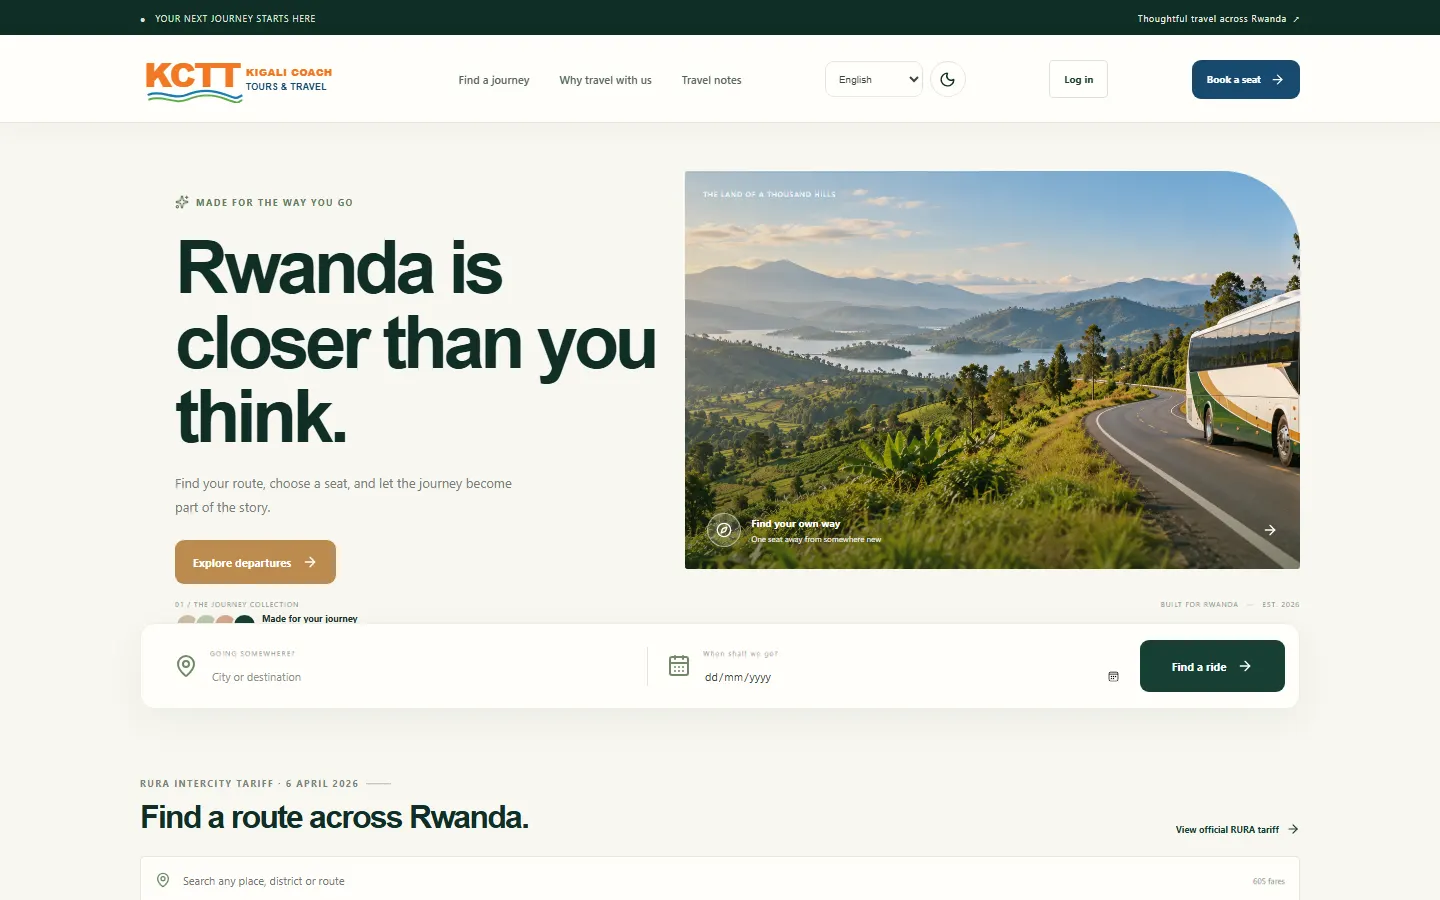 YOUR NEXT JOURNEY STARTS HERE
Thoughtful travel across Rwanda ↗
KCTT KIGALI COACH
TOURS & TRAVEL
Find a journey
Why travel with us
Travel notes
English
Log in
Book a seat →
MADE FOR THE WAY YOU GO
Rwanda is
closer than you
think.
Find your route, choose a seat, and let the journey become
part of the story.
Explore departures →
THE LAND OF A THOUSAND HILLS
Find your own way
One seat away from somewhere new
01 / THE JOURNEY COLLECTION
BUILT FOR RWANDA — EST. 2026
Made for your journey
GOING SOMEWHERE?
City or destination
When shall we go?
dd/mm/yyyy
Find a ride →
RURA INTERCITY TARIFF · 6 APRIL 2026
Find a route across Rwanda.
View official RURA tariff →
Search any place, district or route
605 fares